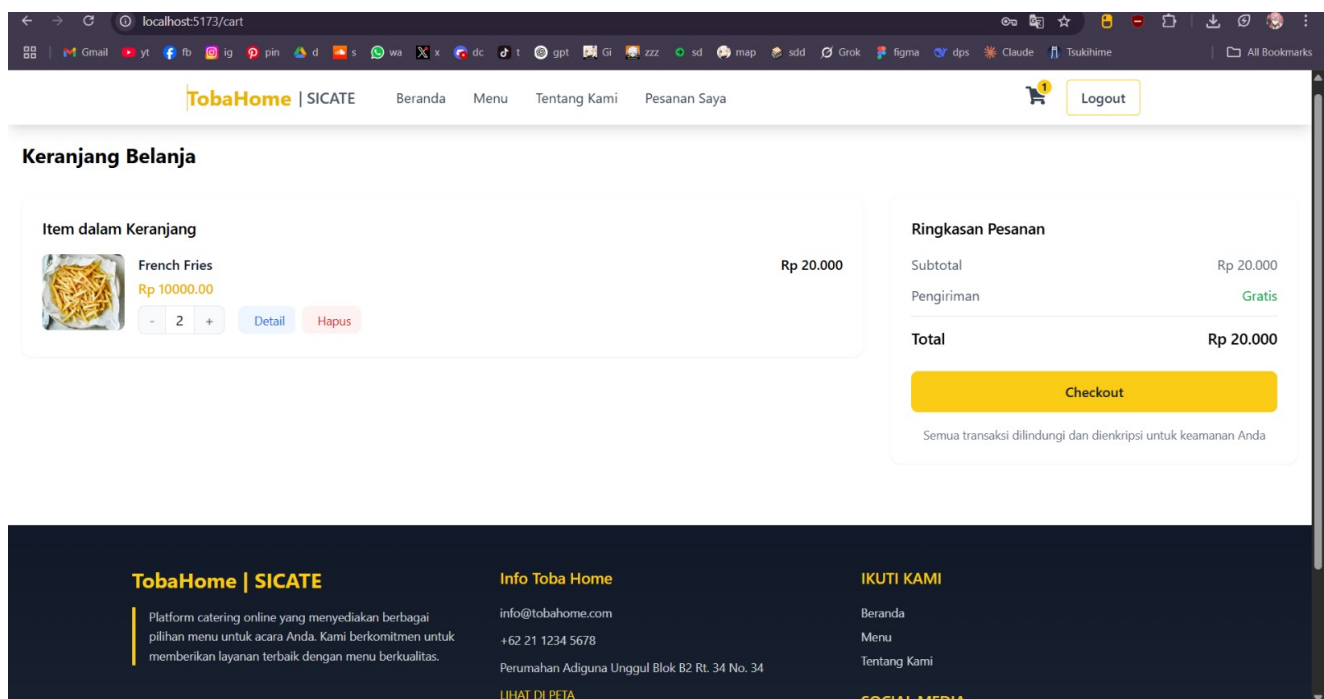 localhost:5173/cart
Gmail yt fb ig pin d s wa x dc t gpt Gi zzz sd map sdd Grok figma dps Claude Tsukihime All Bookmarks
TobaHome | SICATE Beranda Menu Tentang Kami Pesanan Saya 1 Logout
Keranjang Belanja
Item dalam Keranjang
French Fries Rp 20.000
Rp 10000.00
- 2 + Detail Hapus
Ringkasan Pesanan
Subtotal Rp 20.000
Pengiriman Gratis
Total Rp 20.000
Checkout
Semua transaksi dilindungi dan dienkripsi untuk keamanan Anda
TobaHome | SICATE
Platform catering online yang menyediakan berbagai
pilihan menu untuk acara Anda. Kami berkomitmen untuk
memberikan layanan terbaik dengan menu berkualitas.
Info Toba Home
info@tobahome.com
+62 21 1234 5678
Perumahan Adiguna Unggul Blok B2 Rt. 34 No. 34
LIHAT DI PETA
IKUTI KAMI
Beranda
Menu
Tentang Kami
SOCIAL MEDIA